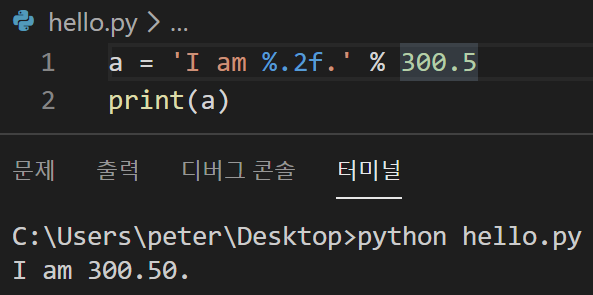 hello.py > ...
1 a = 'I am %.2f.' % 300.5
2 print(a)
문제 출력 디버그 콘솔 터미널
C:\Users\peter\Desktop>python hello.py
I am 300.50.